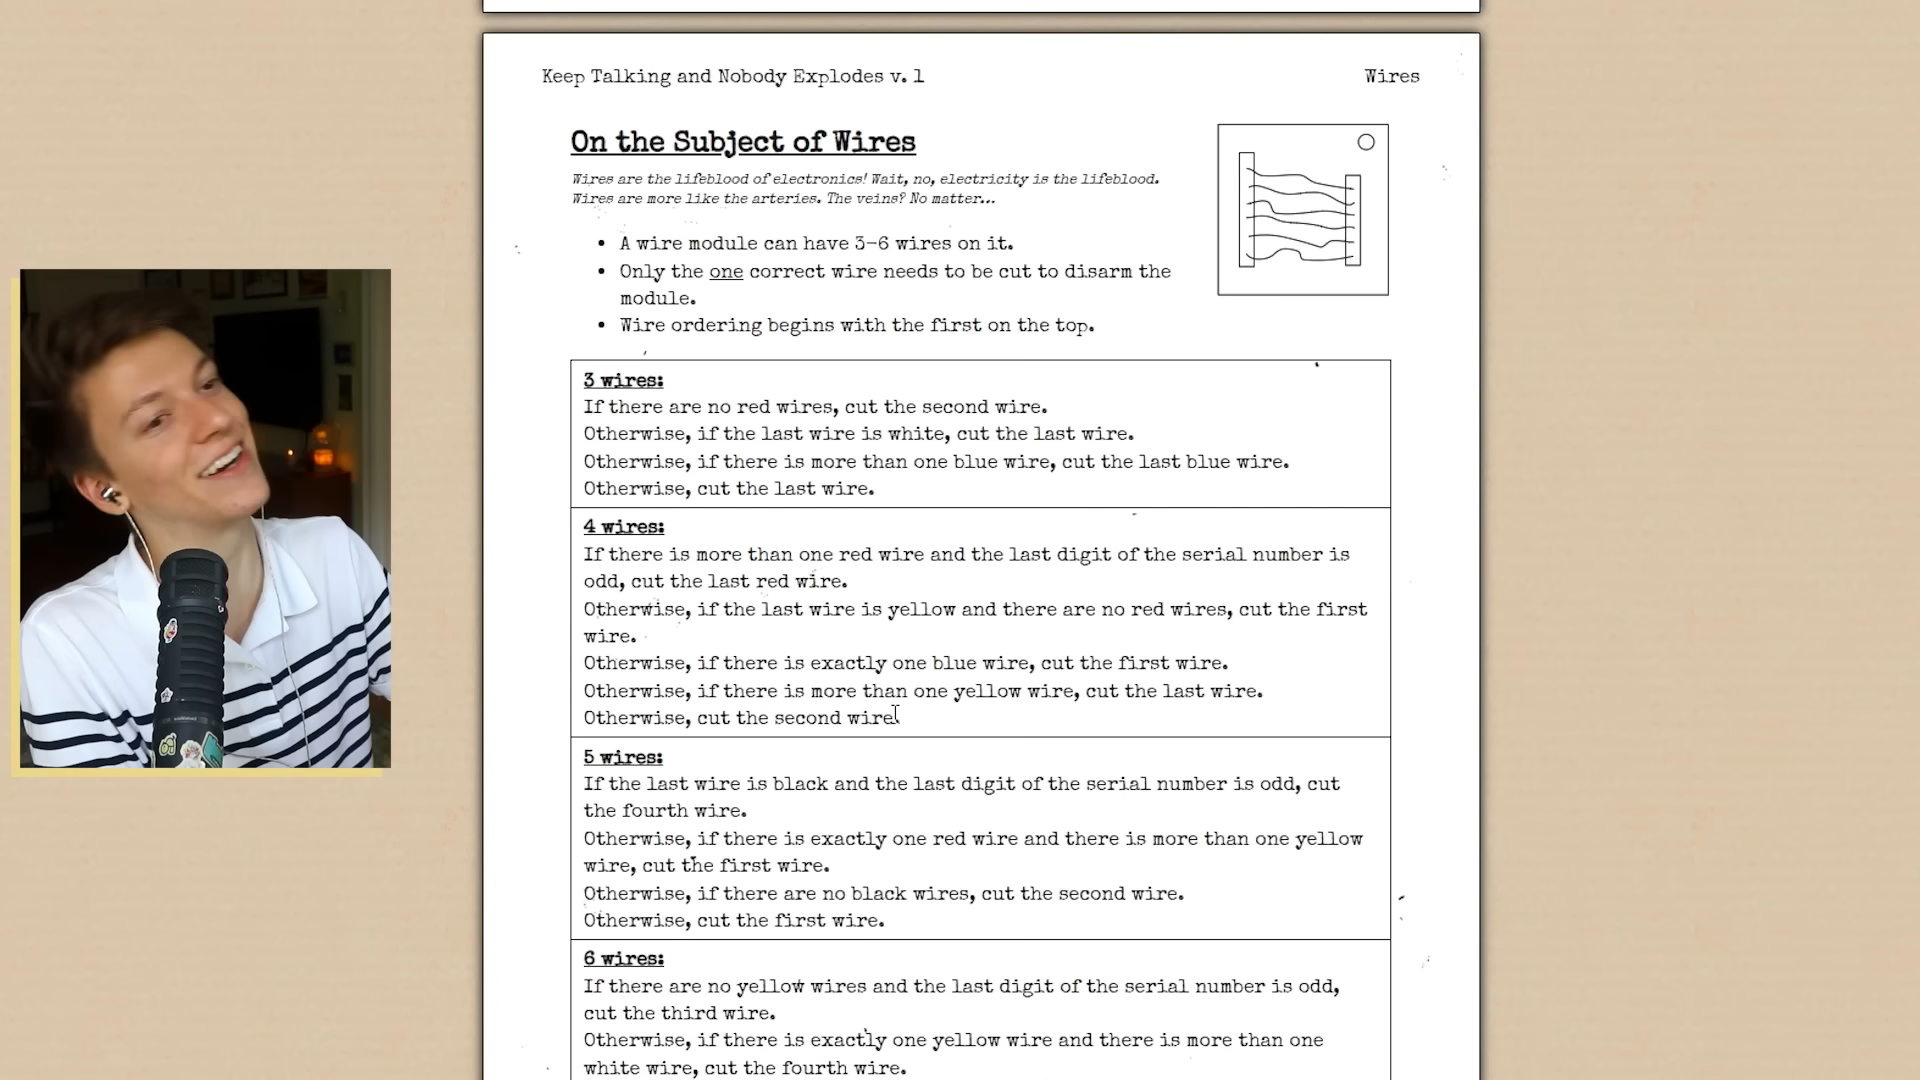 Keep Talking and Nobody Explodes v. 1
Wires
On the Subject of Wires
Wires are the lifeblood of electronics! Wait, no, electricity is the lifeblood.
Wires are more like the arteries. The veins? No matter…
• A wire module can have 3-6 wires on it.
• Only the one correct wire needs to be cut to disarm the
module.
• Wire ordering begins with the first on the top.
3 wires:
If there are no red wires, cut the second wire.
Otherwise, if the last wire is white, cut the last wire.
Otherwise, if there is more than one blue wire, cut the last blue wire.
Otherwise, cut the last wire.
4 wires:
If there is more than one red wire and the last digit of the serial number is
odd, cut the last red wire.
Otherwise, if the last wire is yellow and there are no red wires, cut the first
wire.
Otherwise, if there is exactly one blue wire, cut the first wire.
Otherwise, if there is more than one yellow wire, cut the last wire.
Otherwise, cut the second wire.
5 wires:
If the last wire is black and the last digit of the serial number is odd, cut
the fourth wire.
Otherwise, if there is exactly one red wire and there is more than one yellow
wire, cut the first wire.
Otherwise, if there are no black wires, cut the second wire.
Otherwise, cut the first wire.
6 wires:
If there are no yellow wires and the last digit of the serial number is odd,
cut the third wire.
Otherwise, if there is exactly one yellow wire and there is more than one
white wire, cut the fourth wire.